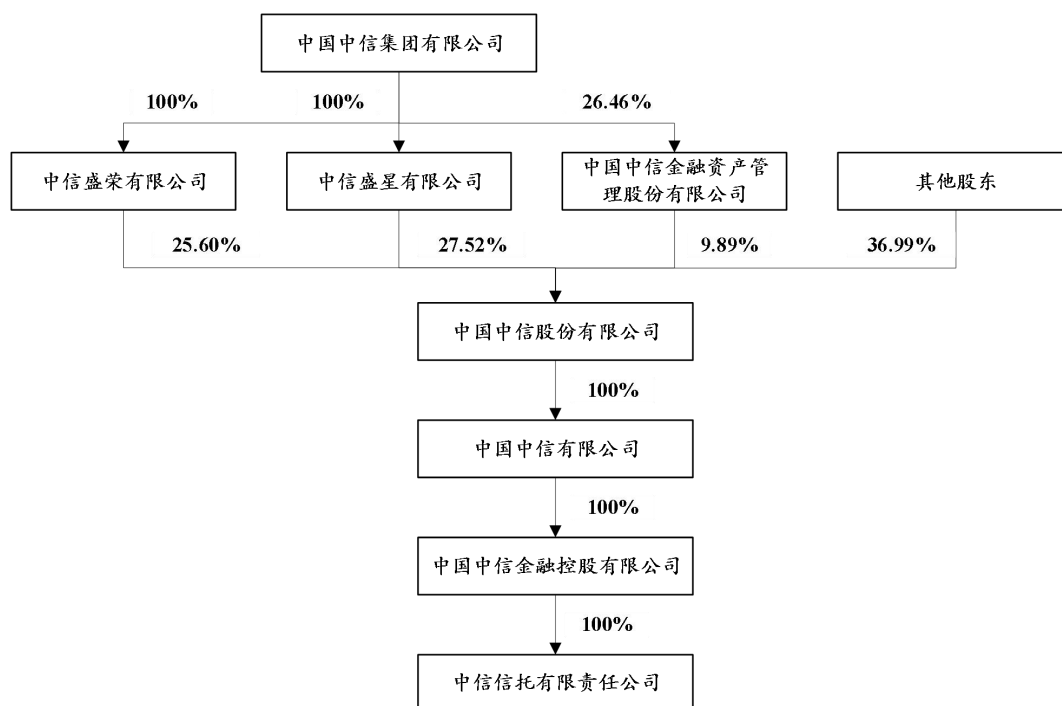 中国中信集团有限公司
100%
100%
26.46%
中信盛荣有限公司
中信盛星有限公司
中国中信金融资产管
理股份有限公司
其他股东
25.60%
27.52%
9.89%
36.99%
中国中信股份有限公司
100%
中国中信有限公司
100%
中国中信金融控股有限公司
100%
中信信托有限责任公司